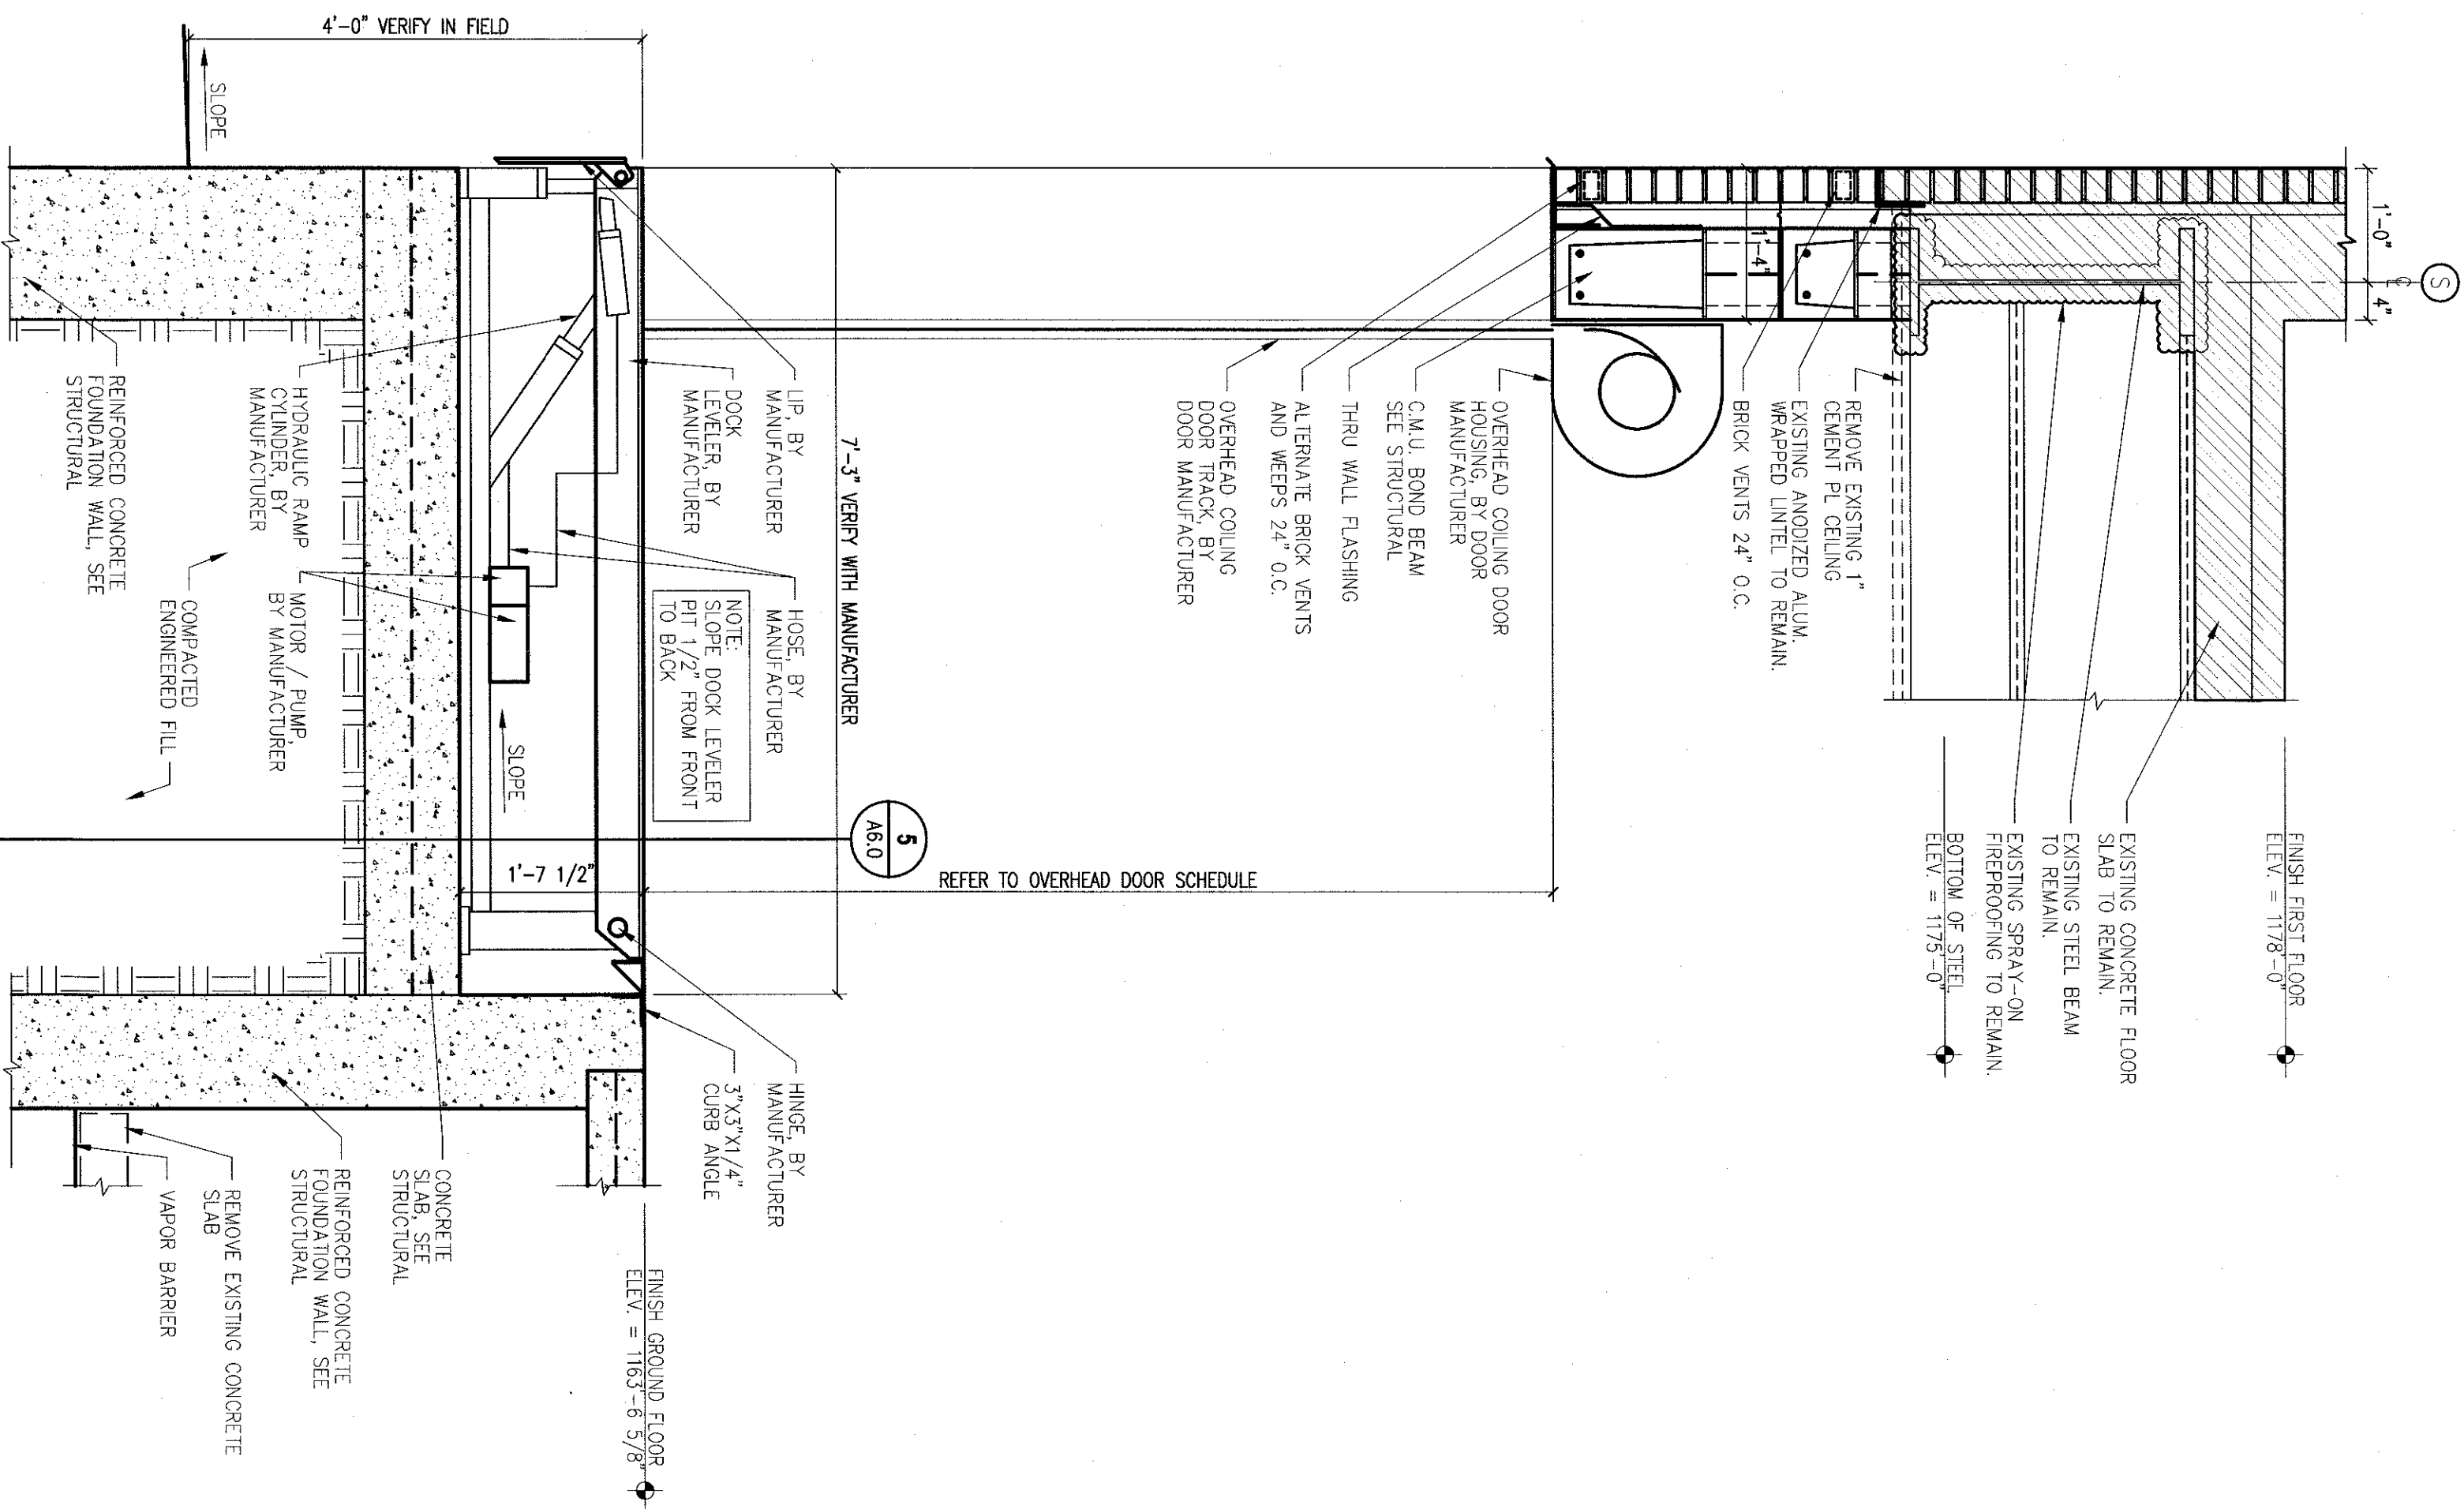 S
1'-0"
4"
FINISH FIRST FLOOR
ELEV. = 1178'-0"
EXISTING CONCRETE FLOOR
SLAB TO REMAIN.
EXISTING STEEL BEAM
TO REMAIN.
EXISTING SPRAY-ON
FIREPROOFING TO REMAIN.
BOTTOM OF STEEL
ELEV. = 1175'-0"
REMOVE EXISTING 1"
CEMENT PL CEILING
EXISTING ANODIZED ALUM.
WRAPPED LINTEL TO REMAIN.
BRICK VENTS 24" O.C.
1'-4"
OVERHEAD COILING DOOR
HOUSING, BY DOOR
MANUFACTURER
C.M.U. BOND BEAM
SEE STRUCTURAL
THRU WALL FLASHING
ALTERNATE BRICK VENTS
AND WEEPS 24" O.C.
OVERHEAD COILING
DOOR TRACK, BY
DOOR MANUFACTURER
REFER TO OVERHEAD DOOR SCHEDULE
5
A6.0
7'-3" VERIFY WITH MANUFACTURER
LIP, BY
MANUFACTURER
DOCK
LEVELER, BY
MANUFACTURER
HOSE, BY
MANUFACTURER
NOTE:
SLOPE DOCK LEVELER
PIT 1/2" FROM FRONT
TO BACK
HINGE, BY
MANUFACTURER
3"X3"X1/4"
CURB ANGLE
FINISH GROUND FLOOR
ELEV. = 1163'-6 5/8"
4'-0" VERIFY IN FIELD
SLOPE
SLOPE
1'-7 1/2"
HYDRAULIC RAMP
CYLINDER, BY
MANUFACTURER
MOTOR / PUMP,
BY MANUFACTURER
REINFORCED CONCRETE
FOUNDATION WALL, SEE
STRUCTURAL
COMPACTED
ENGINEERED FILL
CONCRETE
SLAB, SEE
STRUCTURAL
REINFORCED CONCRETE
FOUNDATION WALL, SEE
STRUCTURAL
REMOVE EXISTING CONCRETE
SLAB
VAPOR BARRIER